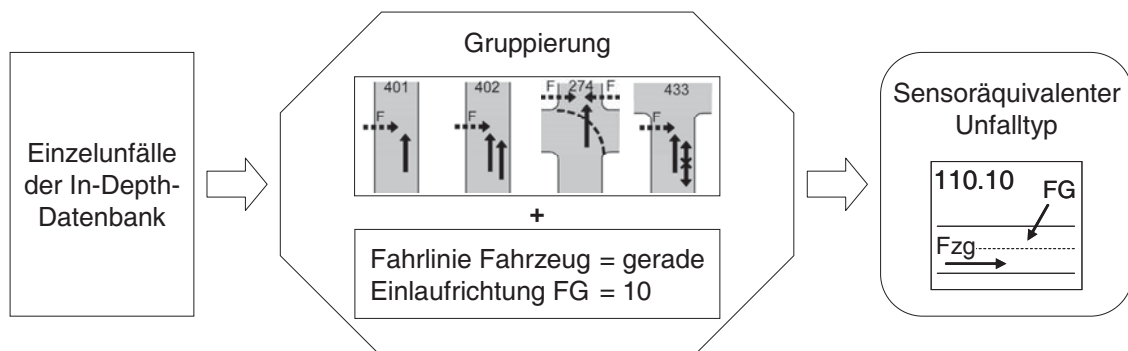 Einzelunfälle
der In-Depth-
Datenbank
Gruppierung
401
F
402
F
F 274 F
433
F
+
Fahrlinie Fahrzeug = gerade
Einlaufrichtung FG = 10
Sensoräquivalenter
Unfalltyp
110.10
FG
Fzg